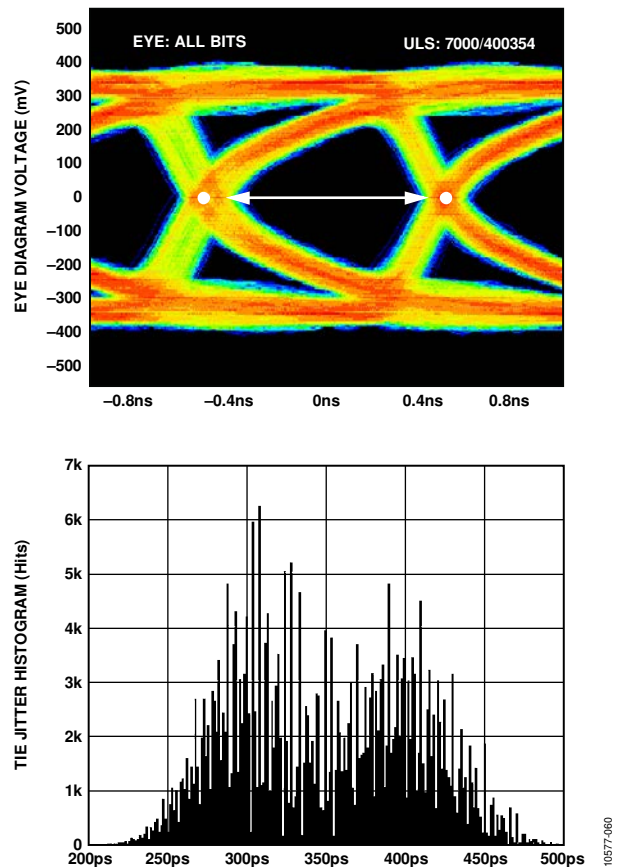 EYE DIAGRAM VOLTAGE (mV)
500
400
300
200
100
0
–100
–200
–300
–400
–500
EYE: ALL BITS
ULS: 7000/400354
–0.8ns
–0.4ns
0ns
0.4ns
0.8ns
TIE JITTER HISTOGRAM (Hits)
7k
6k
5k
4k
3k
2k
1k
0
200ps
250ps
300ps
350ps
400ps
450ps
500ps
10577-060